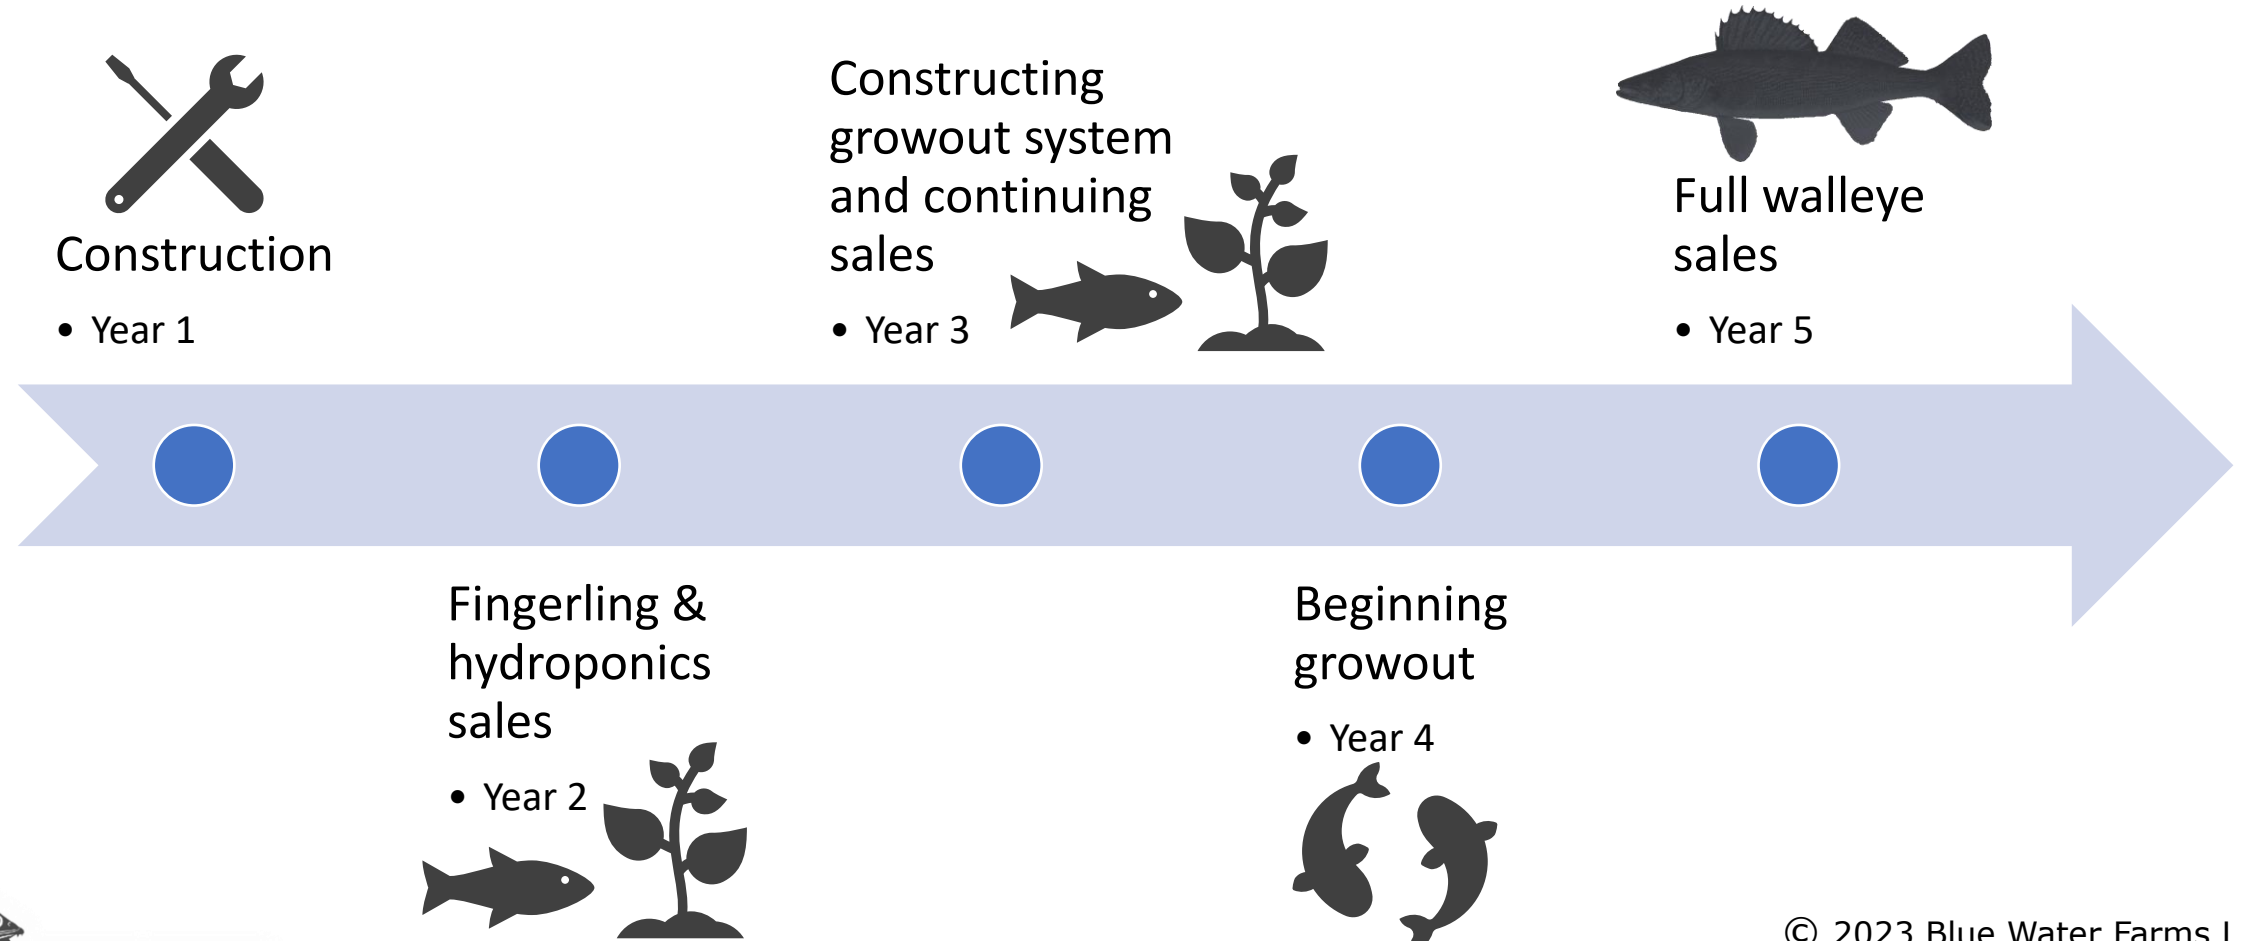 Construction
• Year 1
Fingerling &
hydroponics
sales
• Year 2
Constructing
growout system
and continuing
sales
• Year 3
Beginning
growout
• Year 4
Full walleye
sales
• Year 5
© 2023 Blue Water Farms